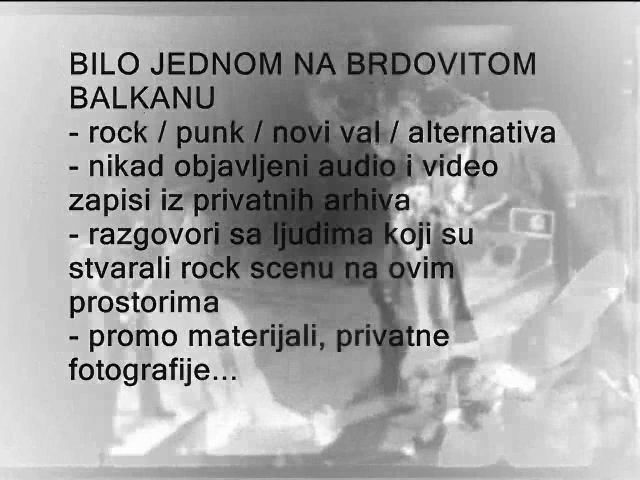 BILO JEDNOM NA BRDOVITOM
BALKANU
- rock / punk / novi val / alternativa
- nikad objavljeni audio i video
zapisi iz privatnih arhiva
- razgovori sa ljudima koji su
stvarali rock scenu na ovim
prostorima
- promo materijali, privatne
fotografije...